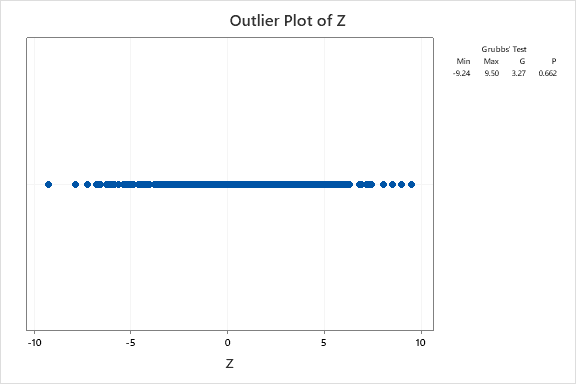 Outlier Plot of Z
Grubbs' Test
Min Max G P
-9.24 9.50 3.27 0.662
-10 -5 0 5 10
Z